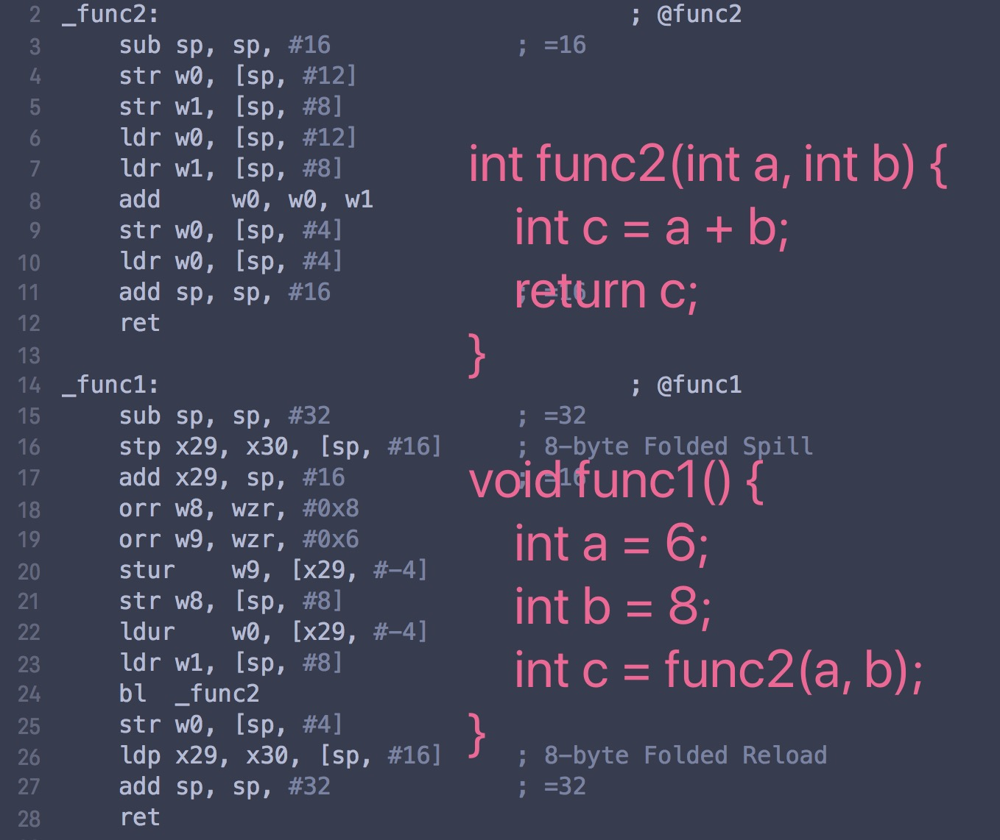 2 _func2: ; @func2
3 sub sp, sp, #16 ; =16
4 str w0, [sp, #12]
5 str w1, [sp, #8]
6 ldr w0, [sp, #12]
7 ldr w1, [sp, #8]
8 add w0, w0, w1
9 str w0, [sp, #4]
10 ldr w0, [sp, #4]
11 add sp, sp, #16 ; =16
12 ret
13
14 _func1: ; @func1
15 sub sp, sp, #32 ; =32
16 stp x29, x30, [sp, #16] ; 8-byte Folded Spill
17 add x29, sp, #16 ; =16
18 orr w8, wzr, #0x8
19 orr w9, wzr, #0x6
20 stur w9, [x29, #-4]
21 str w8, [sp, #8]
22 ldur w0, [x29, #-4]
23 ldr w1, [sp, #8]
24 bl _func2
25 str w0, [sp, #4]
26 ldp x29, x30, [sp, #16] ; 8-byte Folded Reload
27 add sp, sp, #32 ; =32
28 ret
int func2(int a, int b) {
int c = a + b;
return c;
}
void func1() {
int a = 6;
int b = 8;
int c = func2(a, b);
}